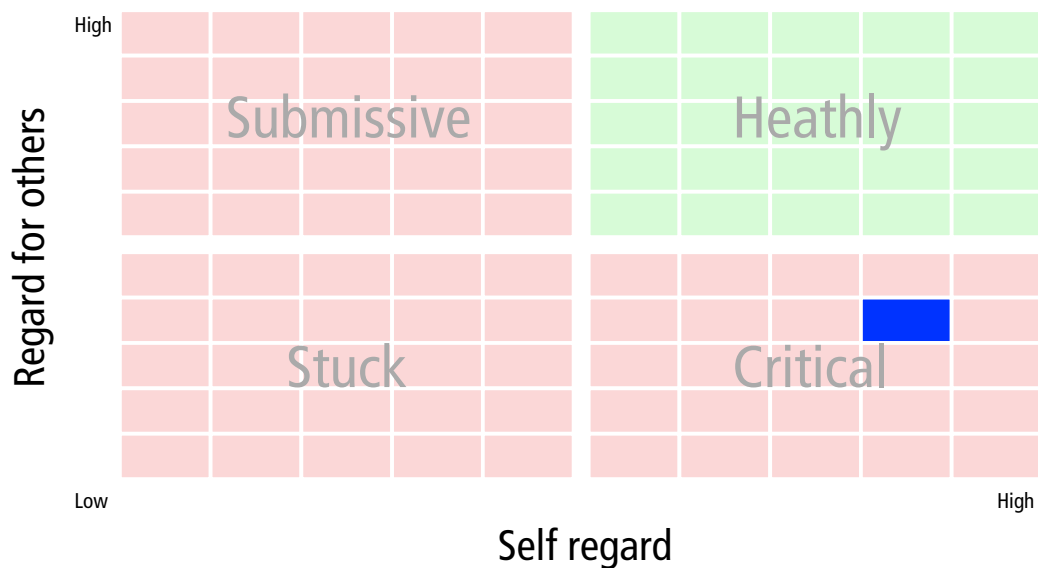 High
Submissive
Heathly
Regard for others
Stuck
Critical
Low
High
Self regard